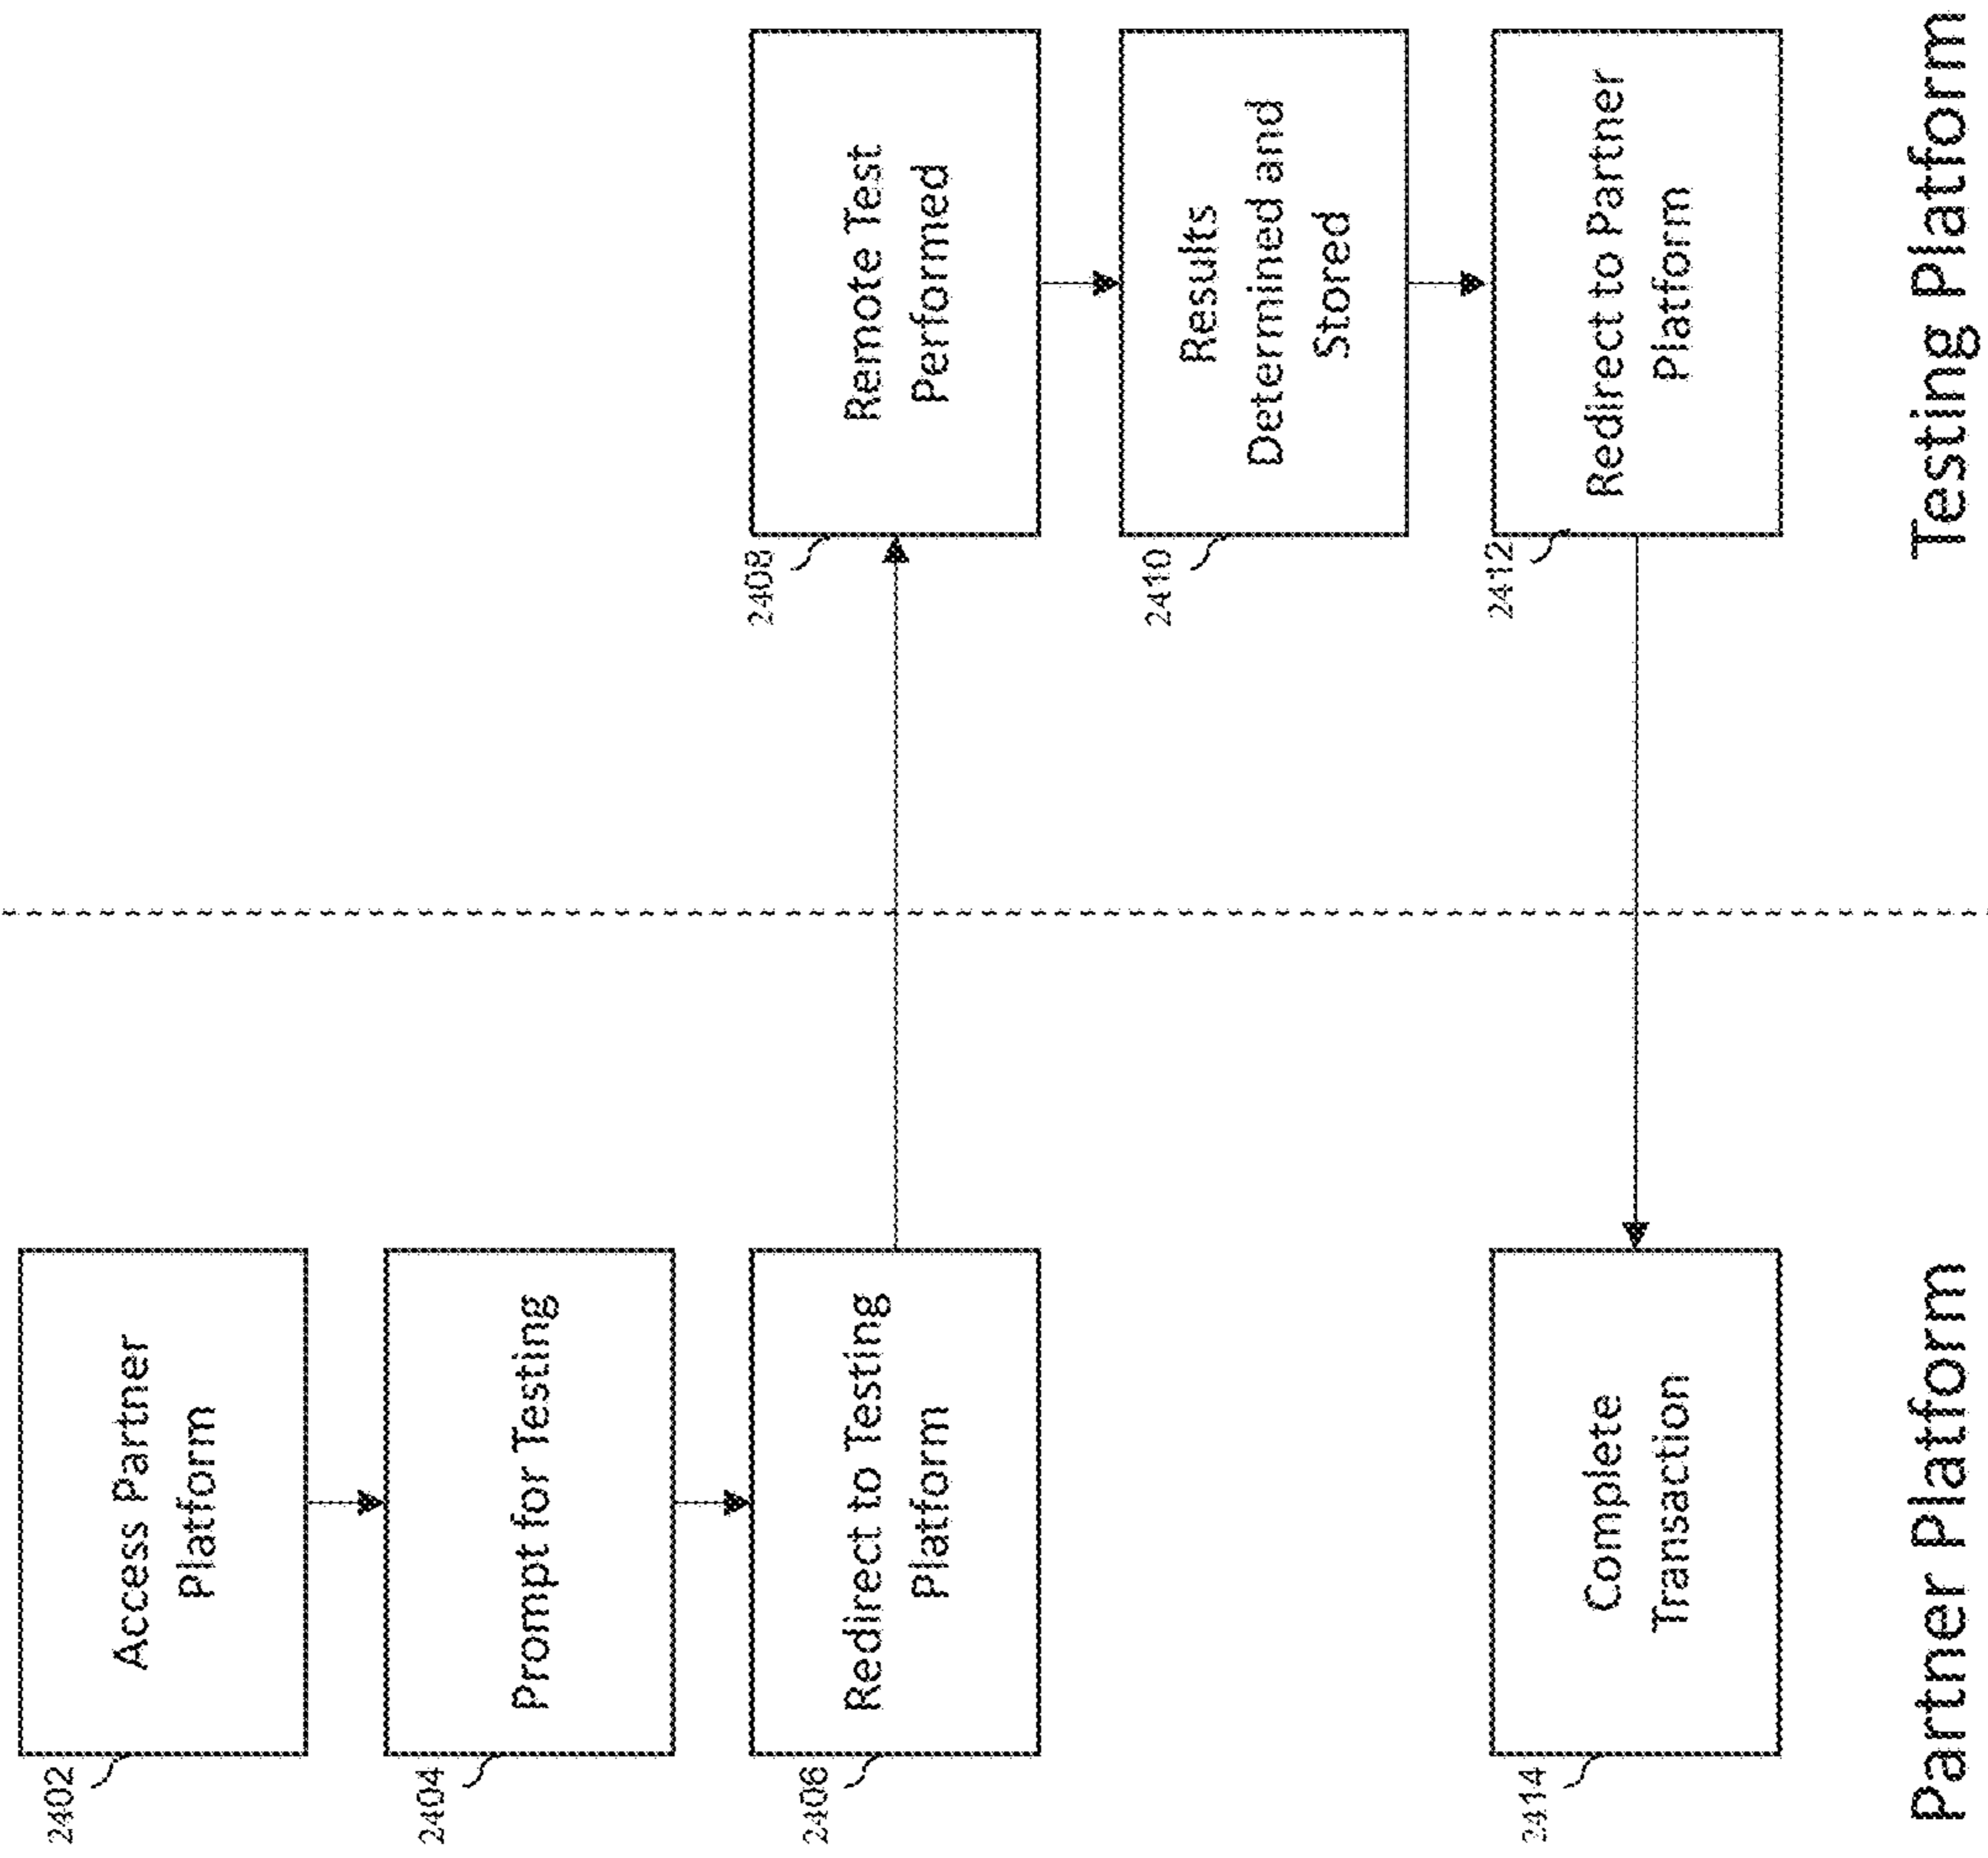 2402
Access Partner
Platform
2404
Prompt for Testing
2406
Redirect to Testing
Platform
2408
Remote Test
Performed
2410
Results
Determined and
Stored
2412
Redirect to Partner
Platform
2414
Complete
Transaction
Partner Platform
Testing Platform